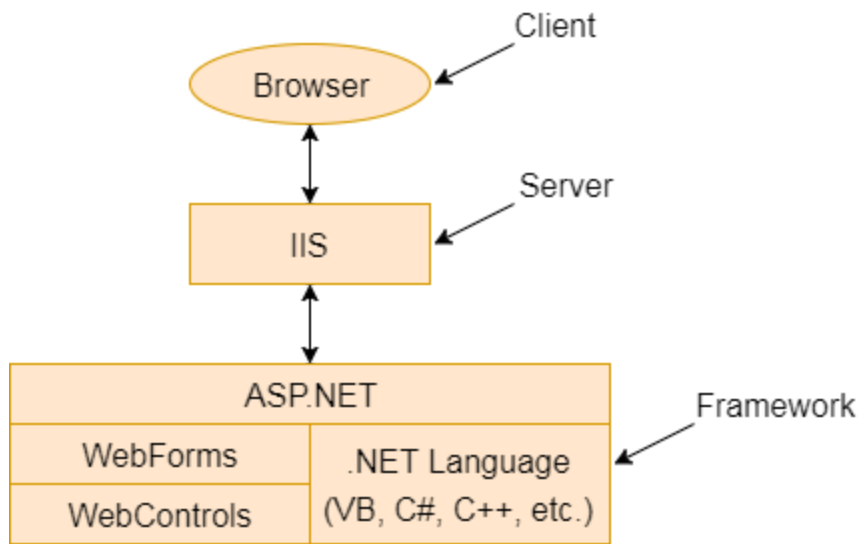 Client
Browser
Server
IIS
ASP.NET
Framework
WebForms
.NET Language
(VB, C#, C++, etc.)
WebControls